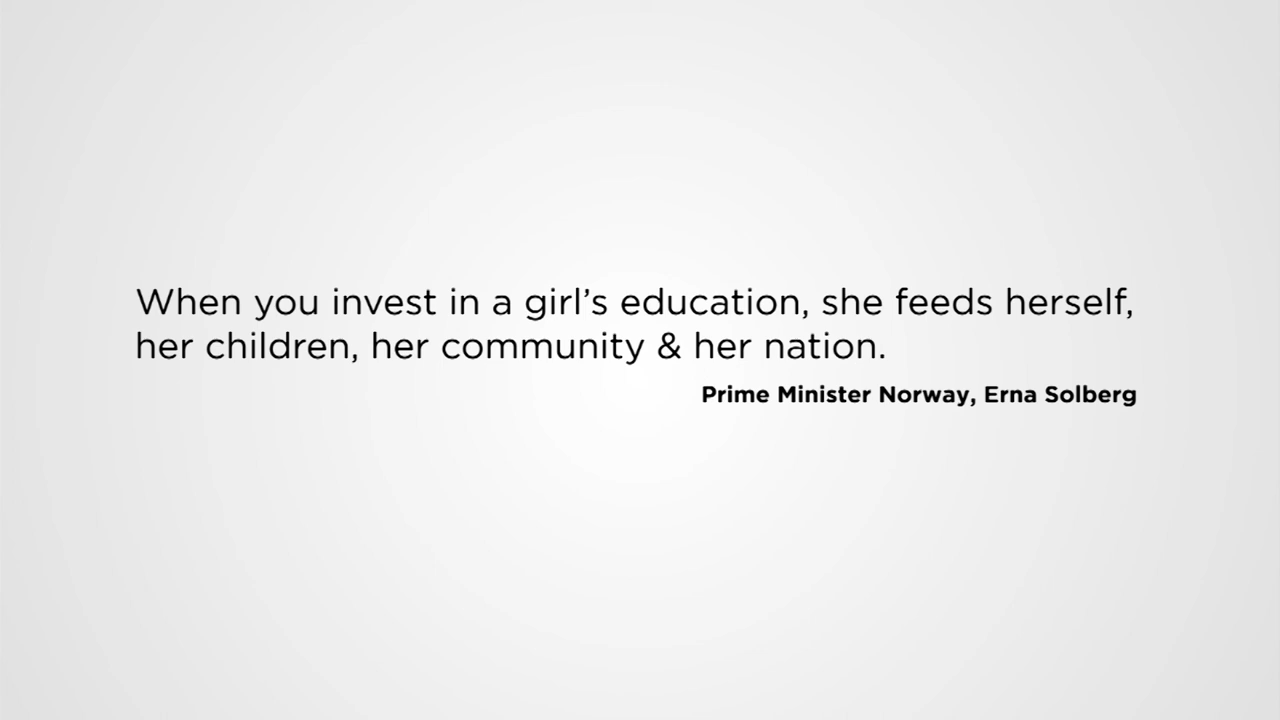 When you invest in a girl’s education, she feeds herself,
her children, her community & her nation.
Prime Minister Norway, Erna Solberg